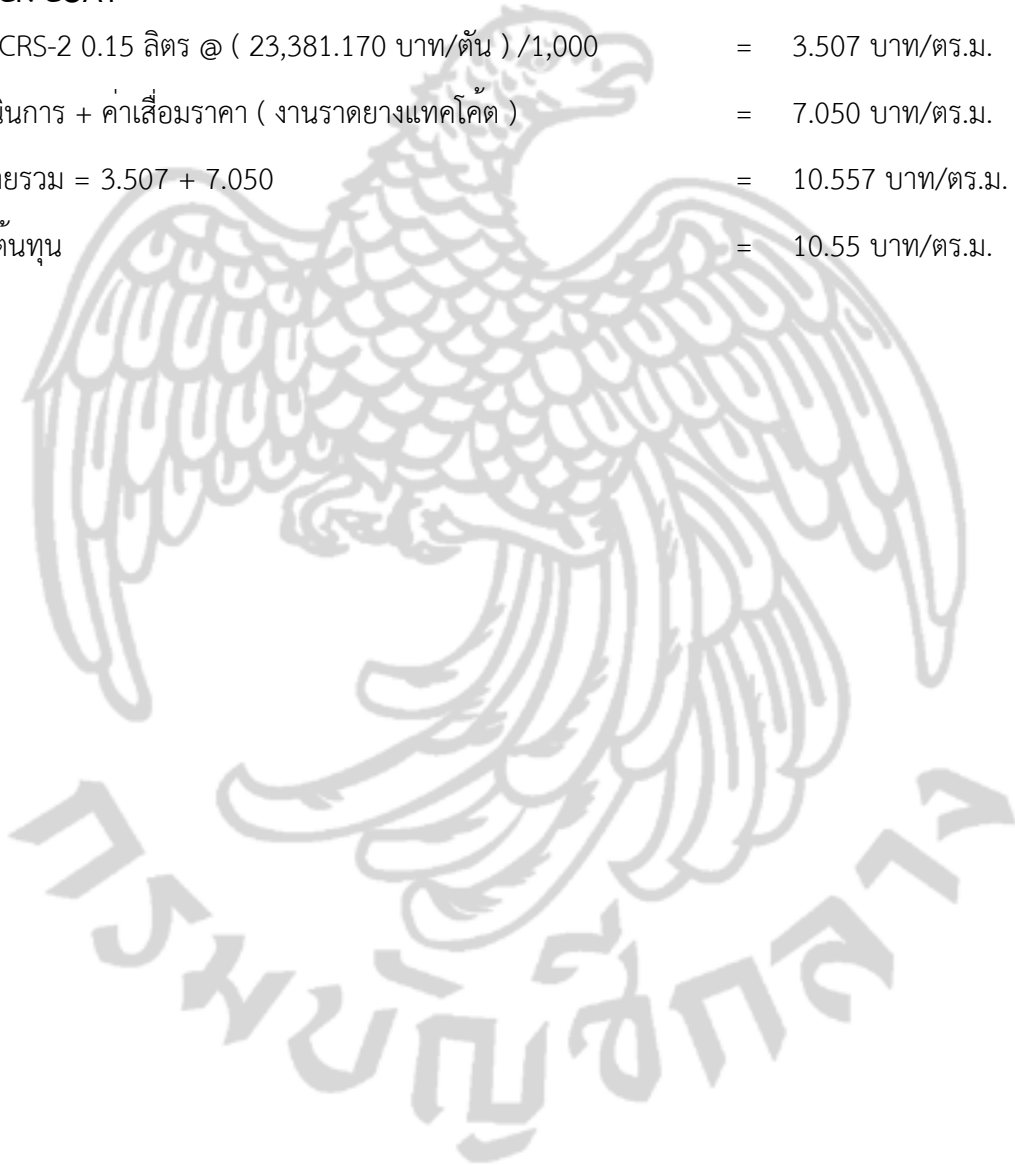 CRS-2 0.15 ลิตร @ ( 23,381.170 บาท/ตัน ) /1,000 = 3.507 บาท/ตร.ม.
นินการ + ค่าเสื่อมราคา ( งานราดยางแทคโค้ต ) = 7.050 บาท/ตร.ม.
ายรวม = 3.507 + 7.050 = 10.557 บาท/ตร.ม.
ต้นทุน = 10.55 บาท/ตร.ม.
กรมบัญชีกลาง